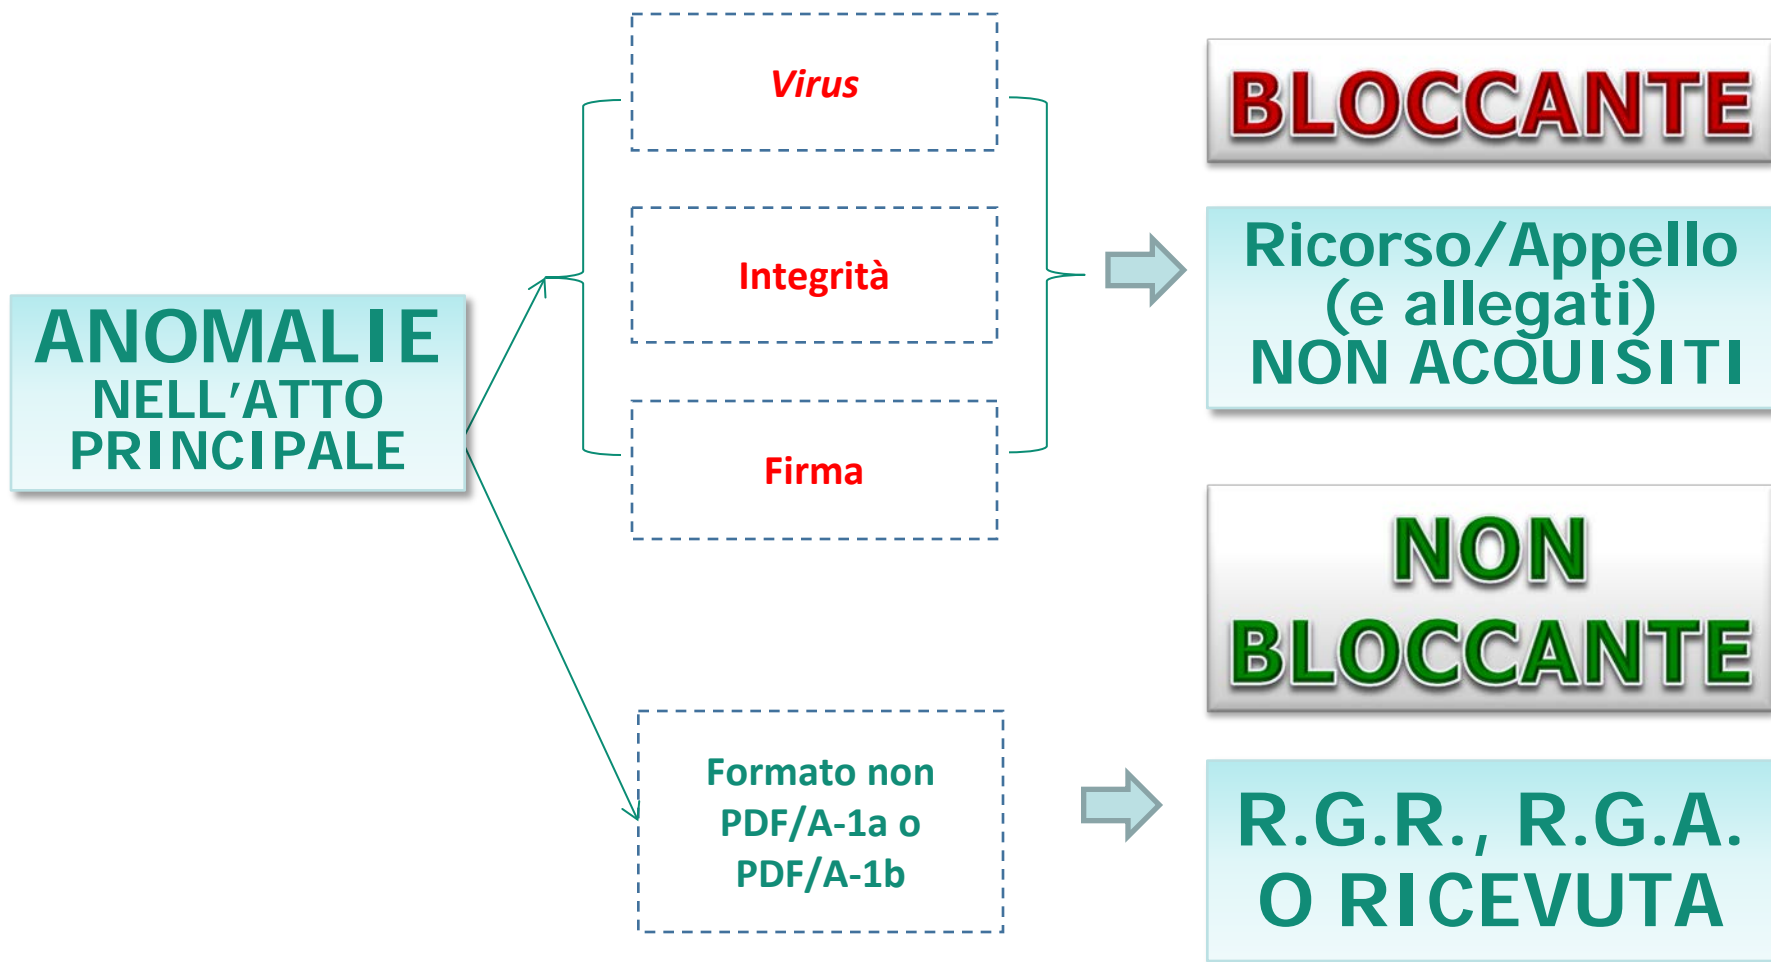 ANOMALIE
NELL’ATTO
PRINCIPALE
Virus
Integrità
Firma
BLOCCANTE
Ricorso/Appello
(e allegati)
NON ACQUISITI
Formato non
PDF/A-1a o
PDF/A-1b
NON
BLOCCANTE
R.G.R., R.G.A.
O RICEVUTA